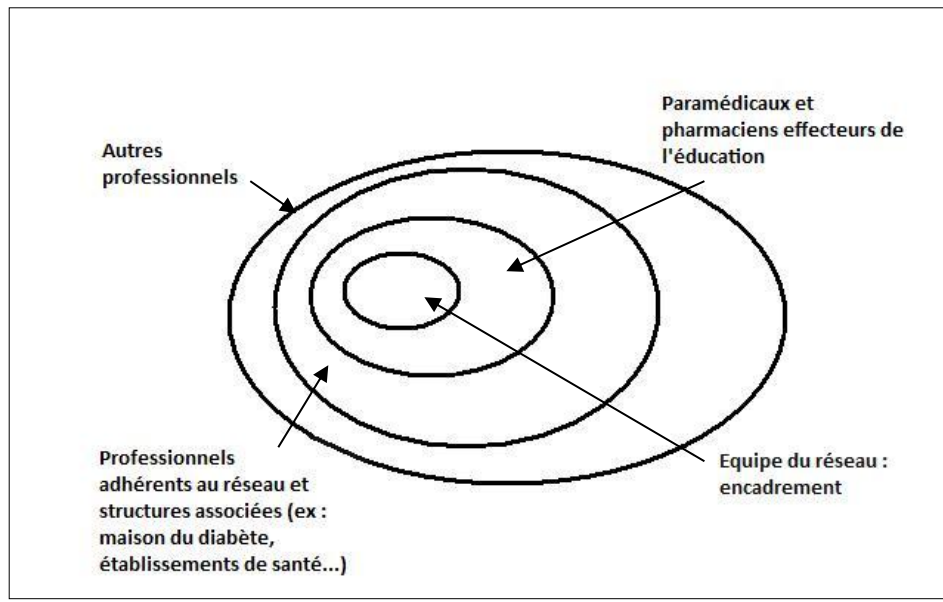 Paramédicaux et
pharmaciens effecteurs de
l'éducation
Autres
professionnels
Professionnels
adhérents au réseau et
structures associées (ex :
maison du diabète,
établissements de santé...)
Equipe du réseau :
encadrement